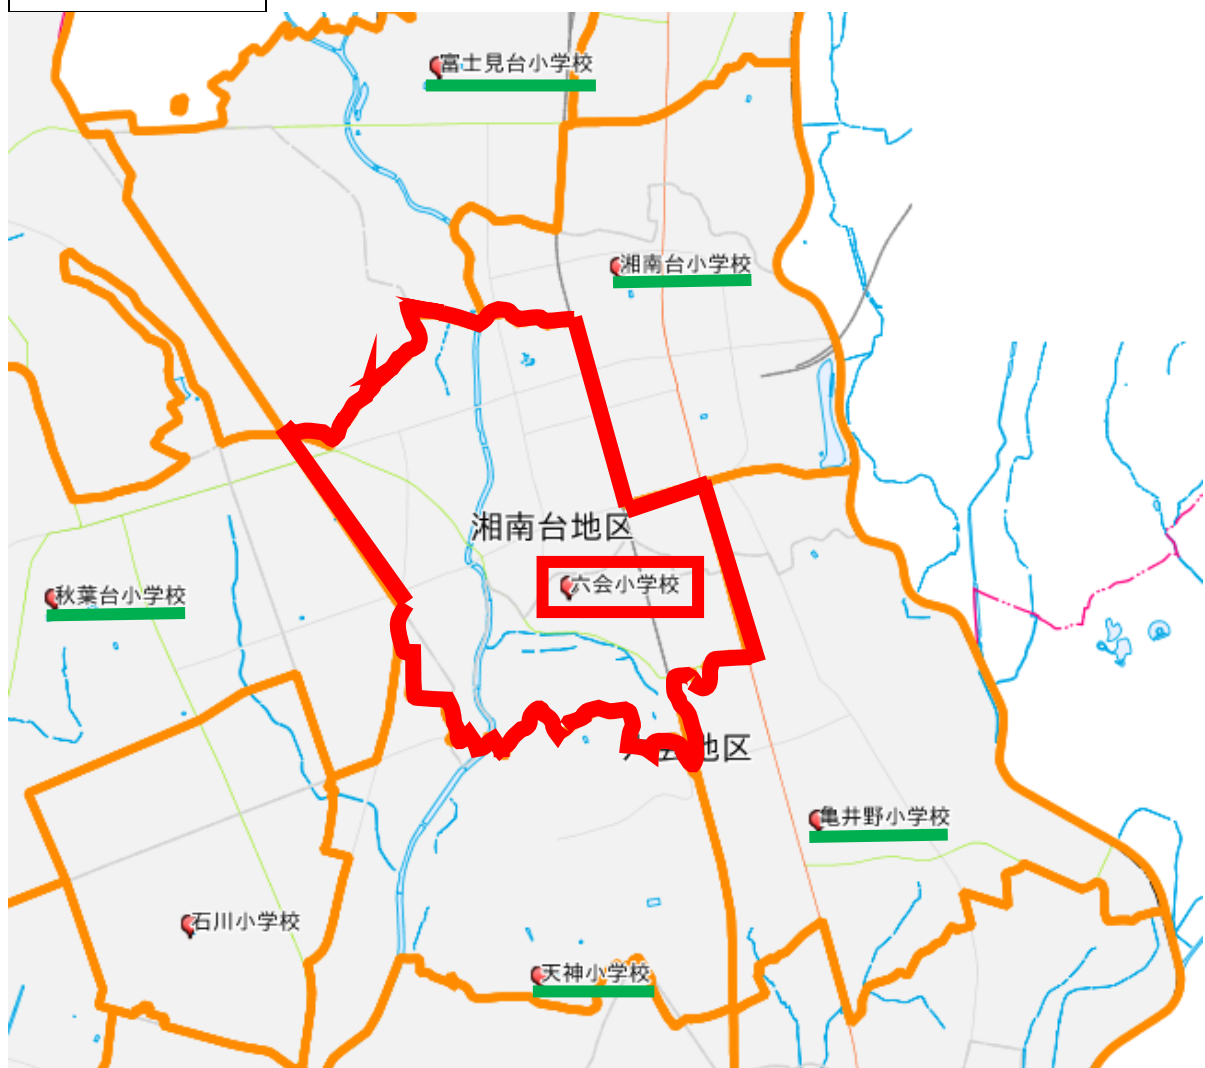 富士見台小学校
湘南台小学校
湘南台地区
六会小学校
秋葉台小学校
六会地区
亀井野小学校
石川小学校
天神小学校